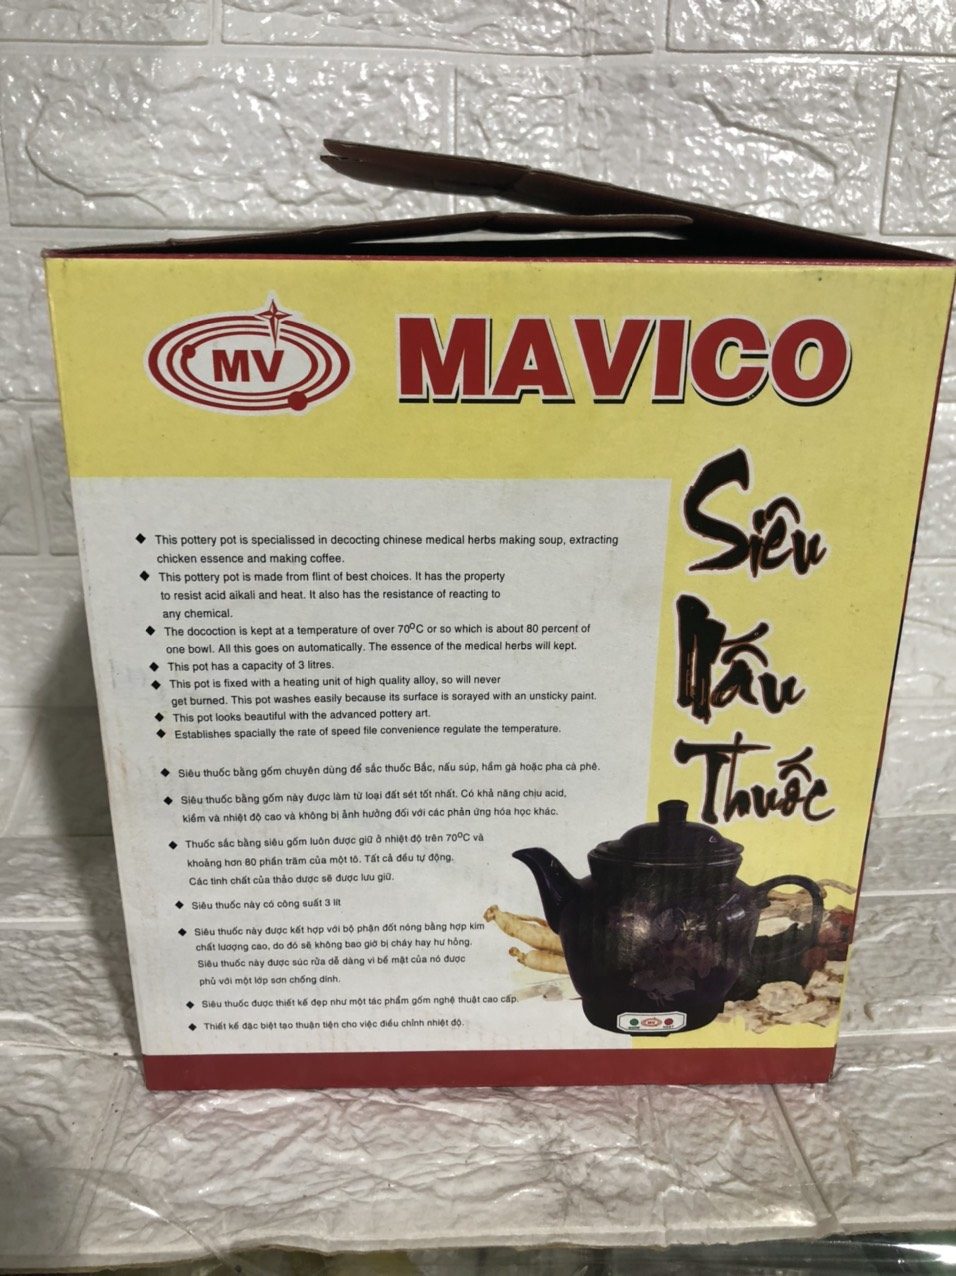 MV
MAVICO
Siêu
Nấu
Thuốc
◆ This pottery pot is specialissed in decocting chinese medical herbs making soup, extracting
chicken essence and making coffee.
◆ This pottery pot is made from flint of best choices. It has the property
to resist acid aikali and heat. It also has the resistance of reacting to
any chemical.
◆ The docoction is kept at a temperature of over 70°C or so which is about 80 percent of
one bowl. All this goes on automatically. The essence of the medical herbs will kept.
◆ This pot has a capacity of 3 litres.
◆ This pot is fixed with a heating unit of high quality alloy, so will never
get burned. This pot washes easily because its surface is sorayed with an unsticky paint.
◆ This pot looks beautiful with the advanced pottery art.
◆ Establishes spacially the rate of speed file convenience regulate the temperature.
◆ Siêu thuốc bằng gốm chuyên dùng để sắc thuốc Bắc, nấu súp, hầm gà hoặc pha cà phê.
◆ Siêu thuốc bằng gốm này được làm từ loại đất sét tốt nhất. Có khả năng chịu acid,
kiềm và nhiệt độ cao và không bị ảnh hưởng đối với các phản ứng hóa học khác.
◆ Thuốc sắc bằng siêu gốm luôn được giữ ở nhiệt độ trên 70°C và
khoảng hơn 80 phần trăm của một tô. Tất cả đều tự động.
Các tinh chất của thảo dược sẽ được lưu giữ.
◆ Siêu thuốc này có công suất 3 lít
◆ Siêu thuốc này được kết hợp với bộ phận đốt nóng bằng hợp kim
chất lượng cao, do đó sẽ không bao giờ bị cháy hay hư hỏng.
Siêu thuốc này được súc rửa dễ dàng vì bề mặt của nó được
phủ với một lớp sơn chống dính.
◆ Siêu thuốc được thiết kế đẹp như một tác phẩm gốm nghệ thuật cao cấp.
◆ Thiết kế đặc biệt tạo thuận tiện cho việc điều chỉnh nhiệt độ.
MV